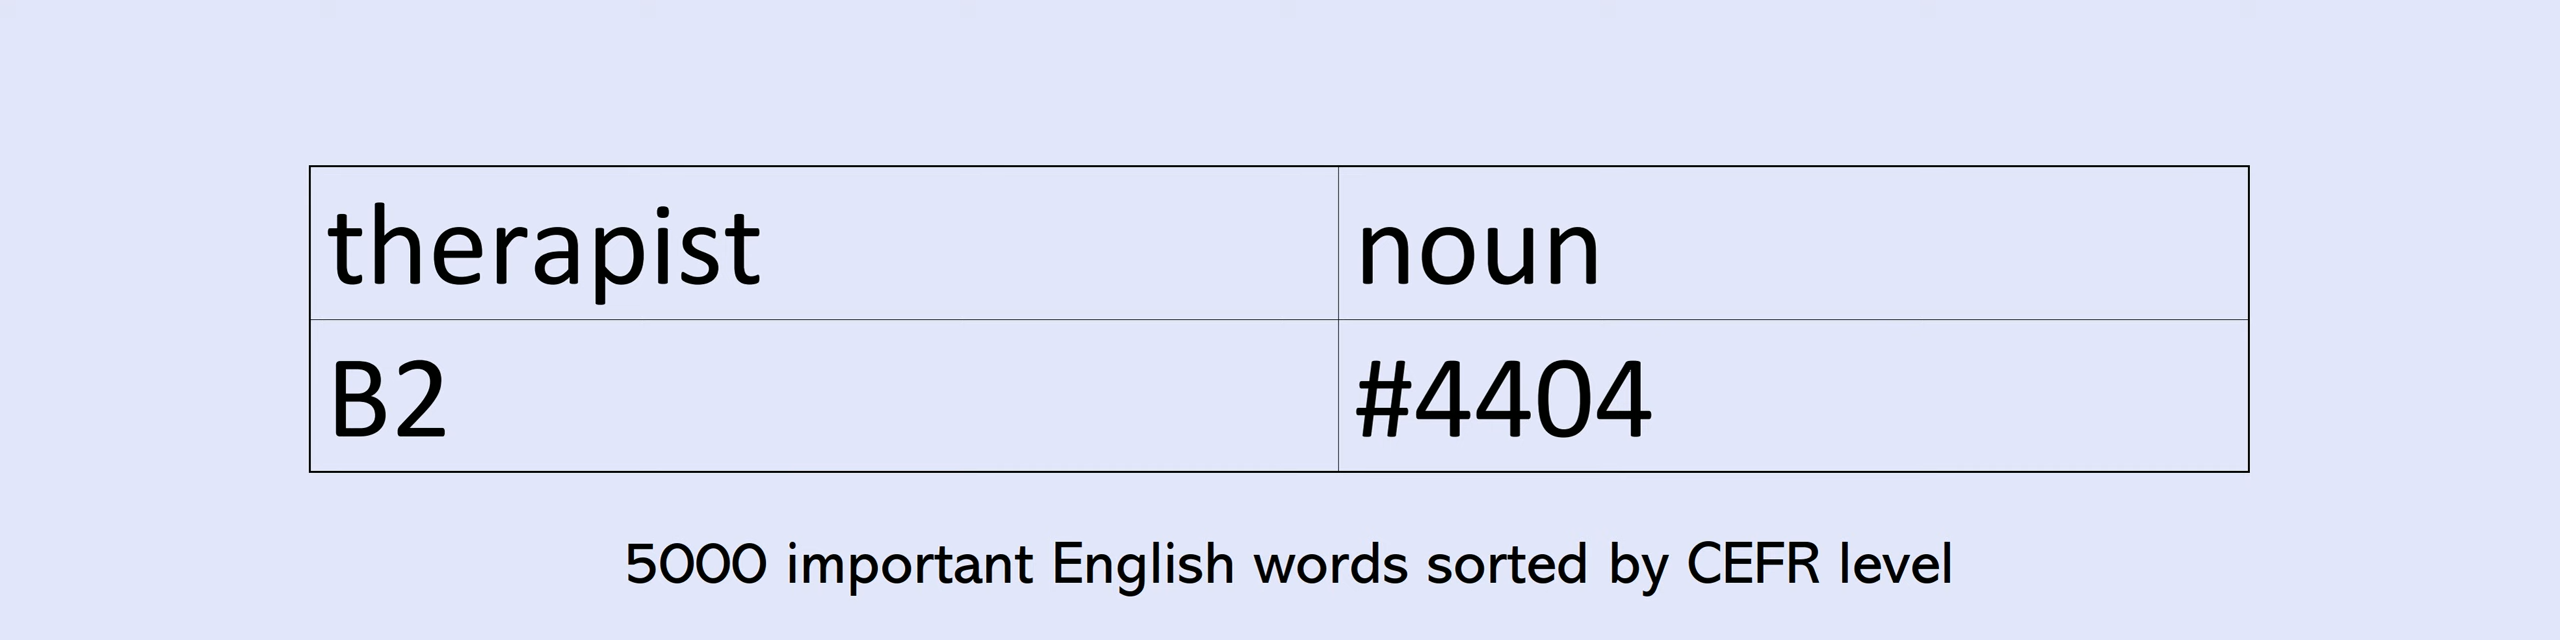 therapist noun
B2 #4404
5000 important English words sorted by CEFR level